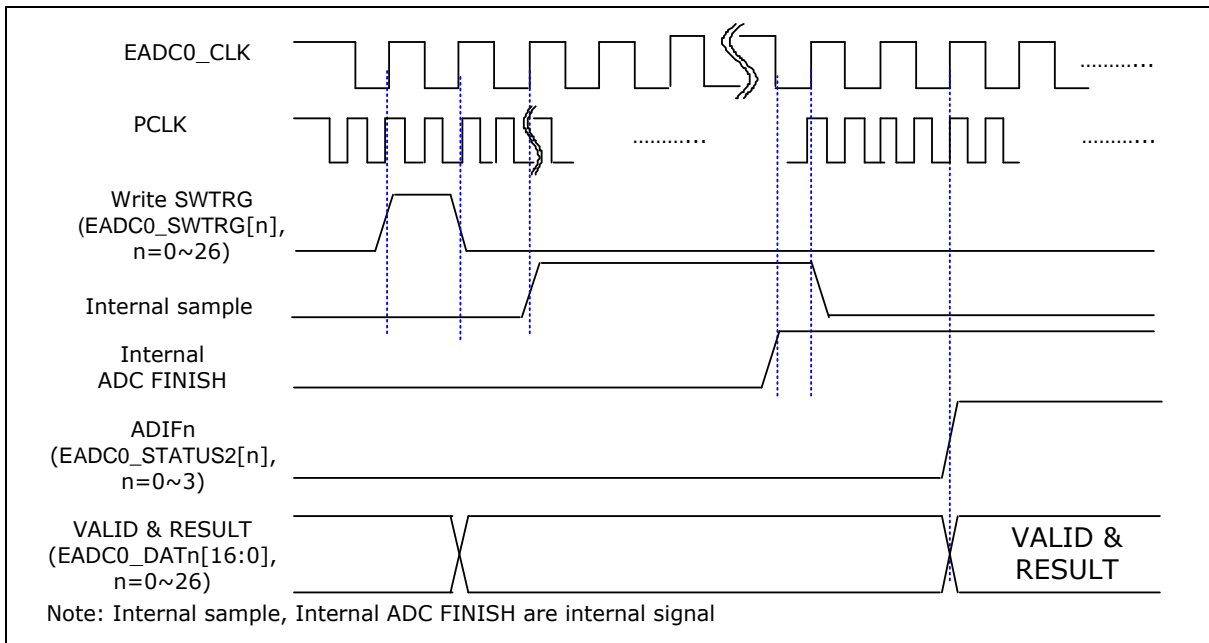 EADC0_CLK
............
PCLK
............
............
Write SWTRG
(EADC0_SWTRG[n],
n=0~26)
Internal sample
Internal
ADC FINISH
ADIFn
(EADC0_STATUS2[n],
n=0~3)
VALID & RESULT
(EADC0_DATn[16:0],
n=0~26)
VALID &
RESULT
Note: Internal sample, Internal ADC FINISH are internal signal